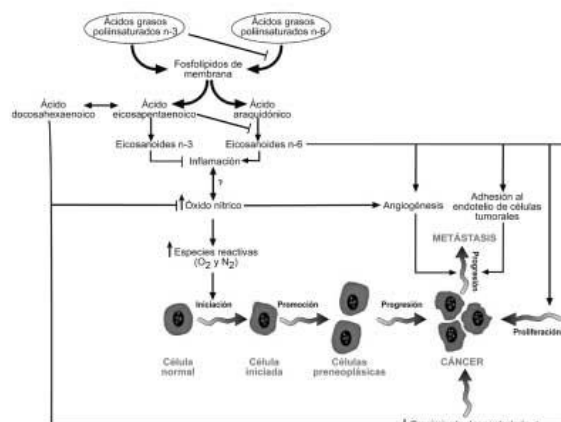 Ácidos grasos
poliinsaturados n-3
Ácidos grasos
poliinsaturados n-6
Fosfolípidos de
membrana
Ácido
docosahexaenoico
Ácido
eicosapentaenoico
Ácido
araquidónico
Eicosanoides n-3
Eicosanoides n-6
Inflamación
?
Óxido nítrico
Angiogénesis
Adhesión al
endotelio de células
tumorales
METÁSTASIS
Progresión
Especies reactivas
(O2 y N2)
Iniciación
Promoción
Progresión
Proliferación
Célula
normal
Célula
iniciada
Células
preneoplásicas
CÁNCER